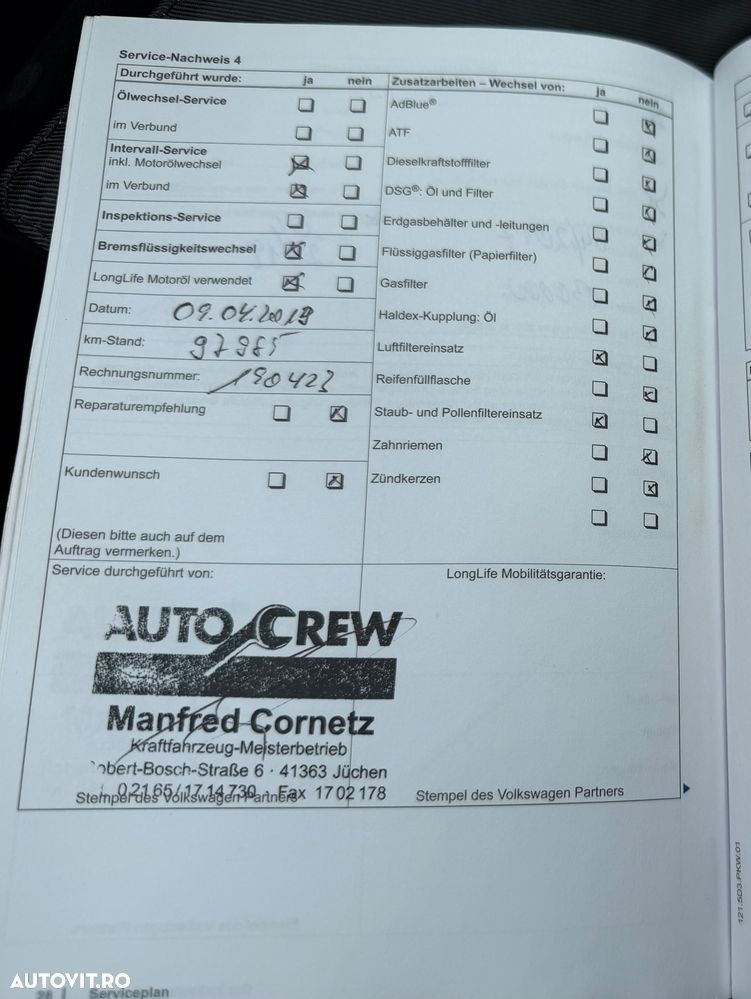 Service-Nachweis 4
Durchgeführt wurde: ja nein
Ölwechsel-Service
im Verbund
Intervall-Service
inkl. Motorölwechsel
im Verbund
Inspektions-Service
Bremsflüssigkeitswechsel
LongLife Motoröl verwendet
Datum: 09.04.2019
km-Stand: 97985
Rechnungsnummer: 190423
Reparaturempfehlung
Kundenwunsch
(Diesen bitte auch auf dem
Auftrag vermerken.)
Zusatzarbeiten – Wechsel von: ja nein
AdBlue®
ATF
Dieselkraftstofffilter
DSG®: Öl und Filter
Erdgasbehälter und -leitungen
Flüssiggasfilter (Papierfilter)
Gasfilter
Haldex-Kupplung: Öl
Luftfiltereinsatz
Reifenfüllflasche
Staub- und Pollenfiltereinsatz
Zahnriemen
Zündkerzen
Service durchgeführt von:
AUTO CREW
Manfred Cornetz
Kraftfahrzeug-Meisterbetrieb
obert-Bosch-Straße 6 · 41363 Jüchen
02165/1714730 Fax 1702178
Stempel des Volkswagen Partners
LongLife Mobilitätsgarantie:
Stempel des Volkswagen Partners
121.5D3.PKW.01
Serviceplan
AUTOVIT.RO